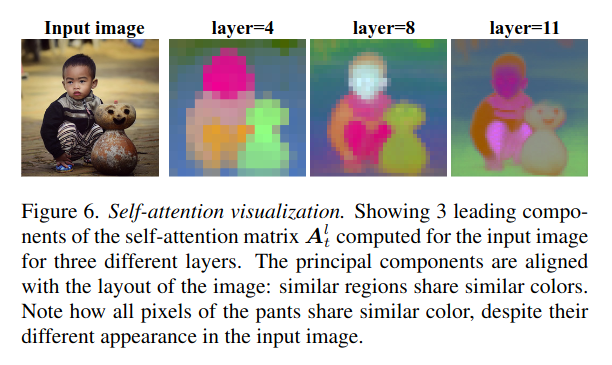 Input image layer=4 layer=8 layer=11
Figure 6. Self-attention visualization. Showing 3 leading compo-
nents of the self-attention matrix Aₜˡ computed for the input image
for three different layers. The principal components are aligned
with the layout of the image: similar regions share similar colors.
Note how all pixels of the pants share similar color, despite their
different appearance in the input image.